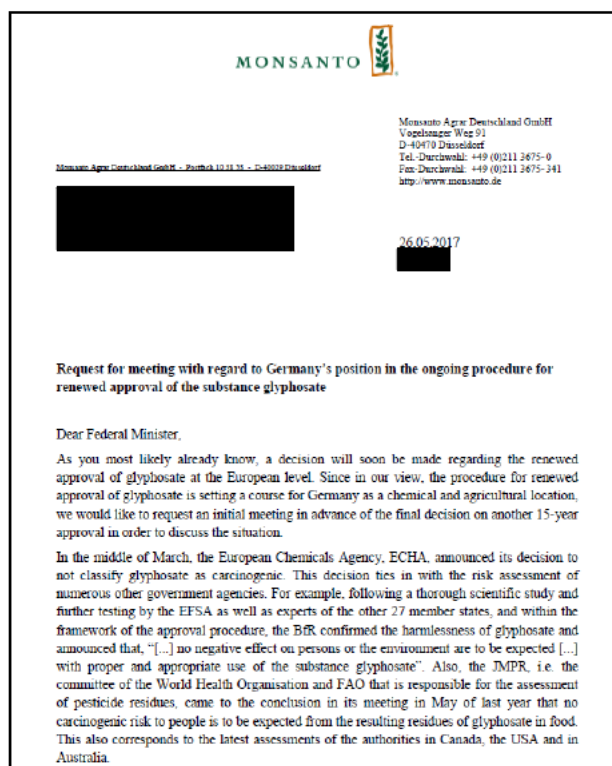 MONSANTO
Monsanto Agrar Deutschland GmbH
Vogelsanger Weg 91
D-40470 Düsseldorf
Tel.-Durchwahl: +49 (0)211 3675-0
Fax-Durchwahl: +49 (0)211 3675-341
http://www.monsanto.de
Monsanto Agrar Deutschland GmbH - Postfach 10 31 35 - D-40029 Düsseldorf
26.05.2017
Request for meeting with regard to Germany's position in the ongoing procedure for
renewed approval of the substance glyphosate
Dear Federal Minister,
As you most likely already know, a decision will soon be made regarding the renewed
approval of glyphosate at the European level. Since in our view, the procedure for renewed
approval of glyphosate is setting a course for Germany as a chemical and agricultural location,
we would like to request an initial meeting in advance of the final decision on another 15-year
approval in order to discuss the situation.
In the middle of March, the European Chemicals Agency, ECHA, announced its decision to
not classify glyphosate as carcinogenic. This decision ties in with the risk assessment of
numerous other government agencies. For example, following a thorough scientific study and
further testing by the EFSA as well as experts of the other 27 member states, and within the
framework of the approval procedure, the BfR confirmed the harmlessness of glyphosate and
announced that, “[...] no negative effect on persons or the environment are to be expected [...]
with proper and appropriate use of the substance glyphosate”. Also, the JMPR, i.e. the
committee of the World Health Organisation and FAO that is responsible for the assessment
of pesticide residues, came to the conclusion in its meeting in May of last year that no
carcinogenic risk to people is to be expected from the resulting residues of glyphosate in food.
This also corresponds to the latest assessments of the authorities in Canada, the USA and in
Australia.